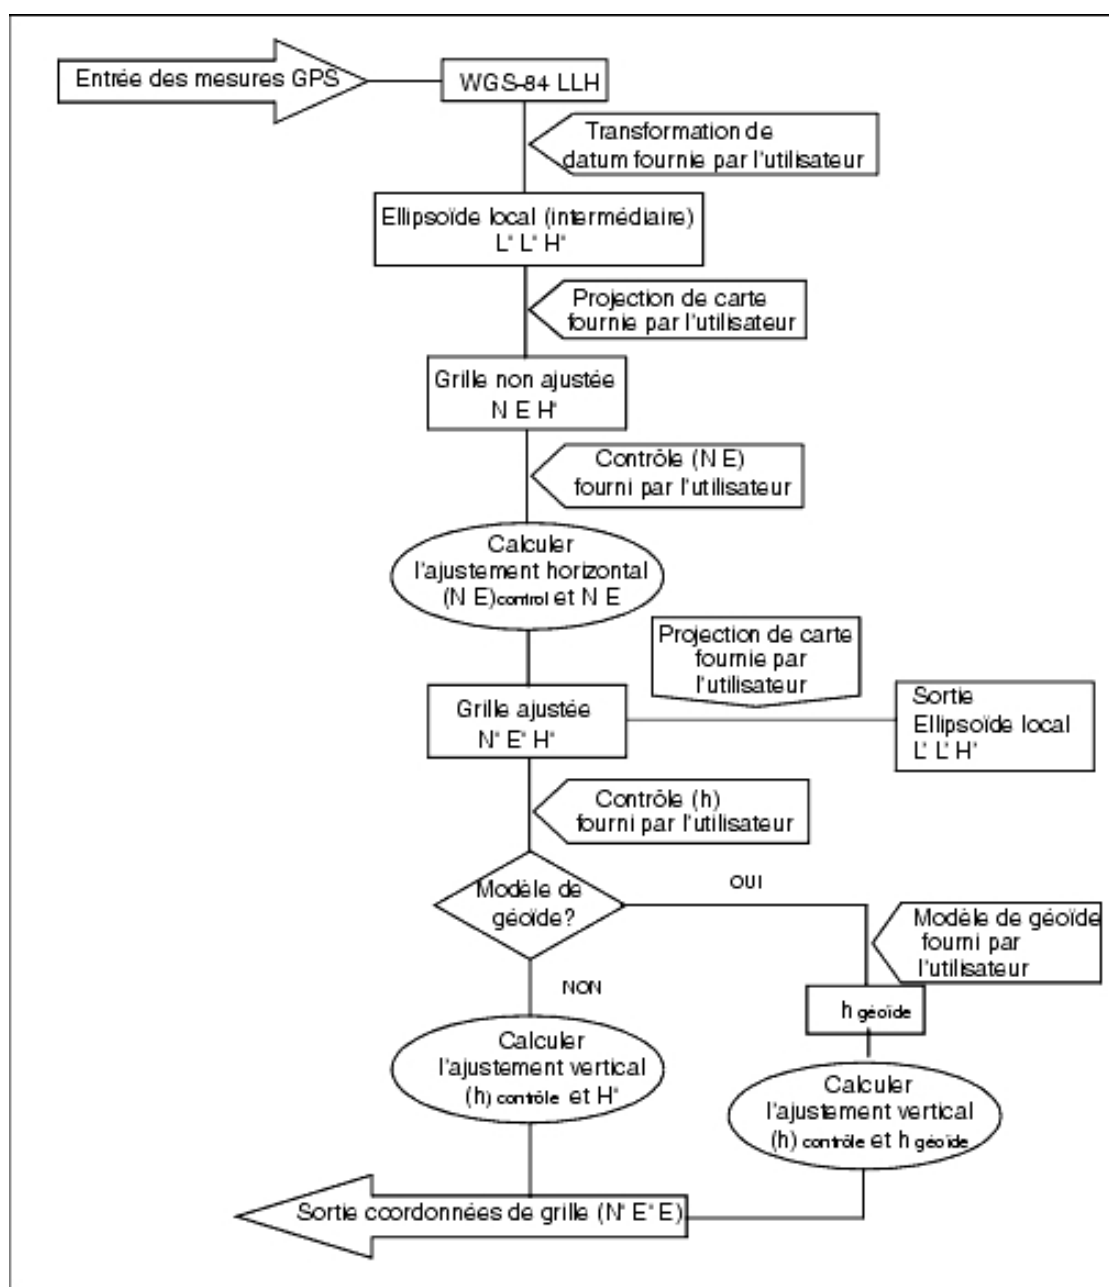 Entrée des mesures GPS
WGS-84 LLH
Transformation de
datum fournie par l'utilisateur
Ellipsoïde local (intermédiaire)
L' L' H'
Projection de carte
fournie par l'utilisateur
Grille non ajustée
N E H'
Contrôle (N E)
fourni par l'utilisateur
Calculer
l'ajustement horizontal
(N E)control et N E
Projection de carte
fournie par
l'utilisateur
Grille ajustée
N' E' H'
Sortie
Ellipsoïde local
L' L' H'
Contrôle (h)
fourni par l'utilisateur
Modèle de
géoïde?
OUI
Modèle de géoïde
fourni par
l'utilisateur
NON
h géoïde
Calculer
l'ajustement vertical
(h) contrôle et H'
Calculer
l'ajustement vertical
(h) contrôle et h géoïde
Sortie coordonnées de grille (N' E' E)